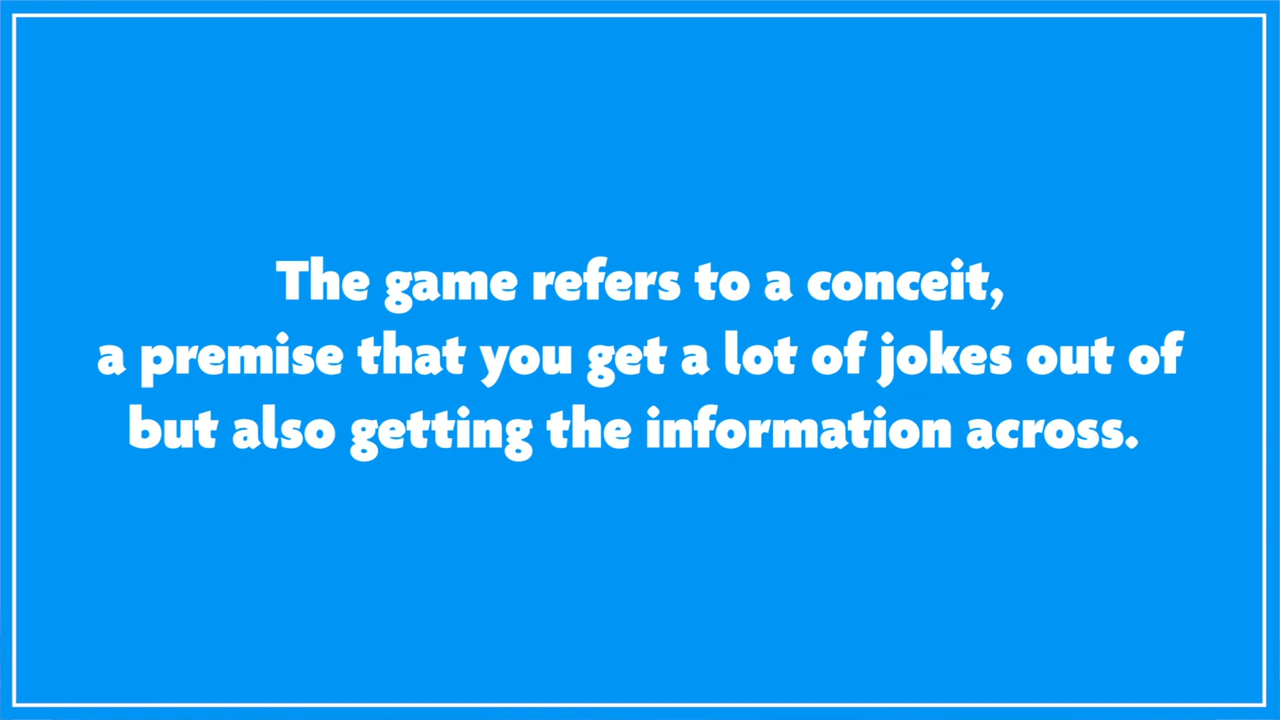 The game refers to a conceit,
a premise that you get a lot of jokes out of
but also getting the information across.